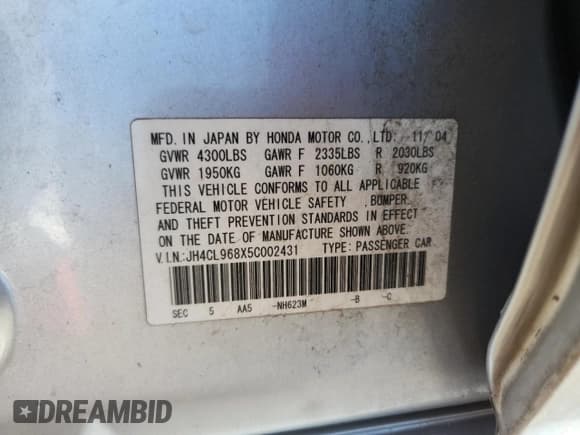 MFD. IN JAPAN BY HONDA MOTOR CO., LTD. 11/04
GVWR 4300LBS GAWR F 2335LBS R 2030LBS
GVWR 1950KG GAWR F 1060KG R 920KG
THIS VEHICLE CONFORMS TO ALL APPLICABLE
FEDERAL MOTOR VEHICLE SAFETY , BUMPER,
AND THEFT PREVENTION STANDARDS IN EFFECT
ON THE DATE OF MANUFACTURE SHOWN ABOVE.
V.I.N.:JH4CL968X5C002431 TYPE: PASSENGER CAR
SEC 5 AA5 -NH623M -B -C
DREAMBID